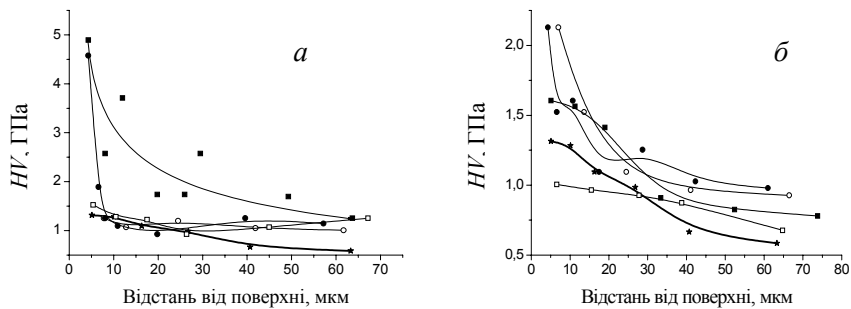 а
HV, ГПа
5
4
3
2
1
0 10 20 30 40 50 60 70
Відстань від поверхні, мкм
б
HV, ГПа
2,0
1,5
1,0
0,5
0 10 20 30 40 50 60 70 80
Відстань від поверхні, мкм